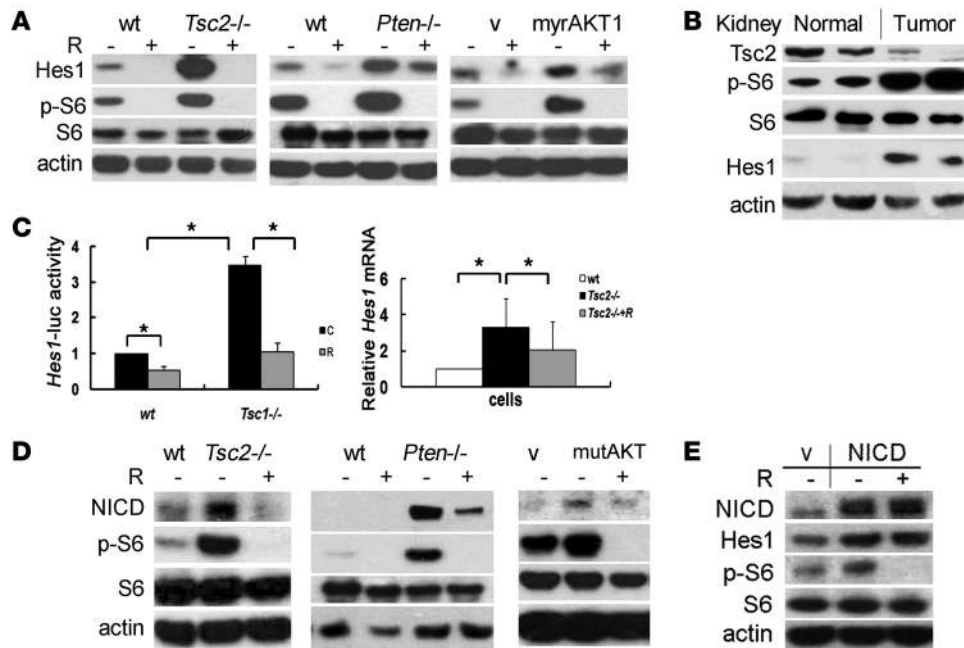 A
wt Tsc2-/- wt Pten-/- v myrAKT1
R - + - + - + - + - + - +
Hes1
p-S6
S6
actin
B
Kidney Normal Tumor
Tsc2
p-S6
S6
Hes1
actin
C
Hes1-luc activity
4
3
2
1
0
*
*
*
C
R
wt Tsc1-/-
Relative Hes1 mRNA
6
4
2
0
*
*
wt
Tsc2-/-
Tsc2-/-+R
cells
D
wt Tsc2-/- wt Pten-/- v mutAKT
R - - + - + - + - - +
NICD
p-S6
S6
actin
E
v NICD
R - - +
NICD
Hes1
p-S6
S6
actin